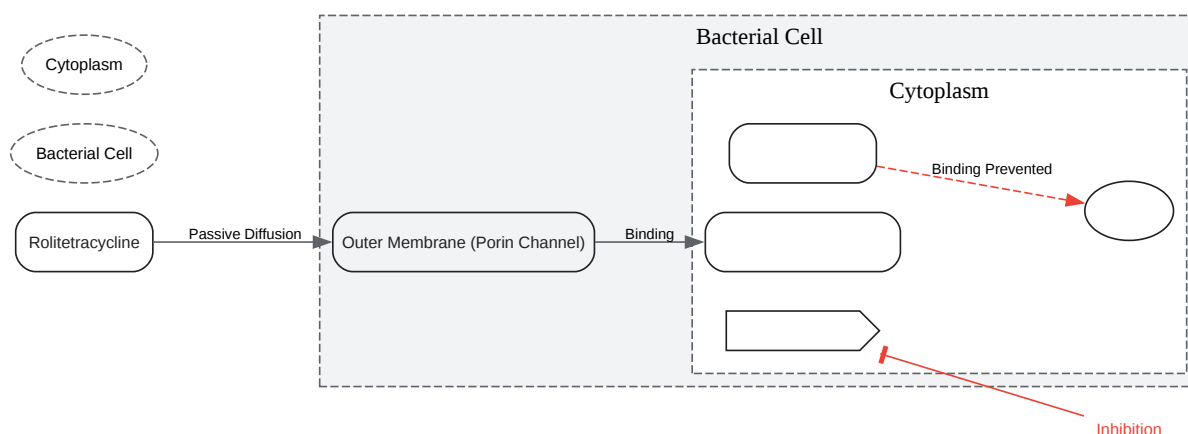 Bacterial Cell
Cytoplasm
Cytoplasm
Bacterial Cell
Binding Prevented
Rolitetracycline
Passive Diffusion
Outer Membrane (Porin Channel)
Binding
Inhibition